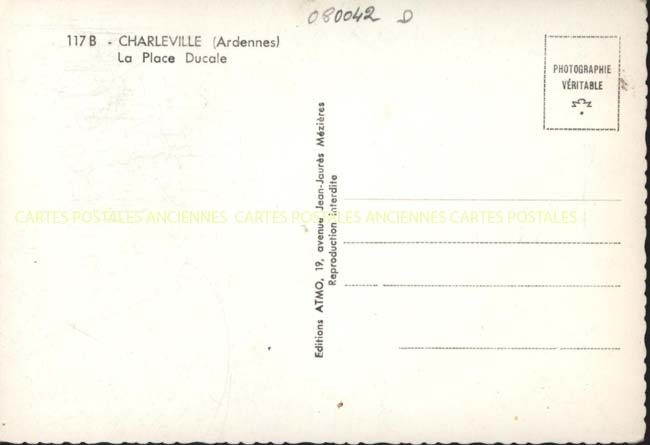 080042 D
117 B - CHARLEVILLE (Ardennes)
La Place Ducale
PHOTOGRAPHIE
VÉRITABLE
Editions ATMO, 19, avenue Jean-Jaurès Mézières
Reproduction interdite
CARTES POSTALES ANCIENNES CARTES POSTALES ANCIENNES CARTES POSTALES